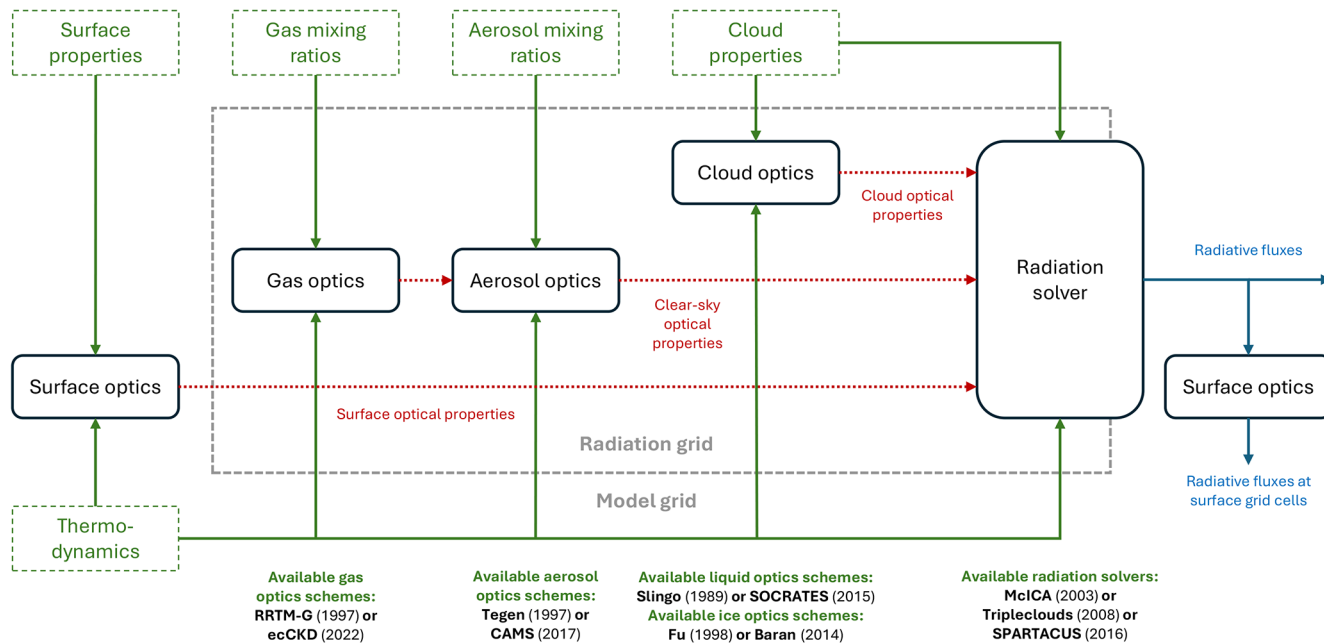 Surface
properties
Gas mixing
ratios
Aerosol mixing
ratios
Cloud
properties
Cloud optics
Cloud optical
properties
Gas optics
Aerosol optics
Radiation
solver
Radiative fluxes
Clear-sky
optical
properties
Surface optics
Surface optical properties
Surface optics
Radiation grid
Model grid
Radiative fluxes at
surface grid cells
Thermo-
dynamics
Available gas
optics schemes:
RRTM-G (1997) or
ecCKD (2022)
Available aerosol
optics schemes:
Tegen (1997) or
CAMS (2017)
Available liquid optics schemes:
Slingo (1989) or SOCRATES (2015)
Available ice optics schemes:
Fu (1998) or Baran (2014)
Available radiation solvers:
McICA (2003) or
Tripleclouds (2008) or
SPARTACUS (2016)